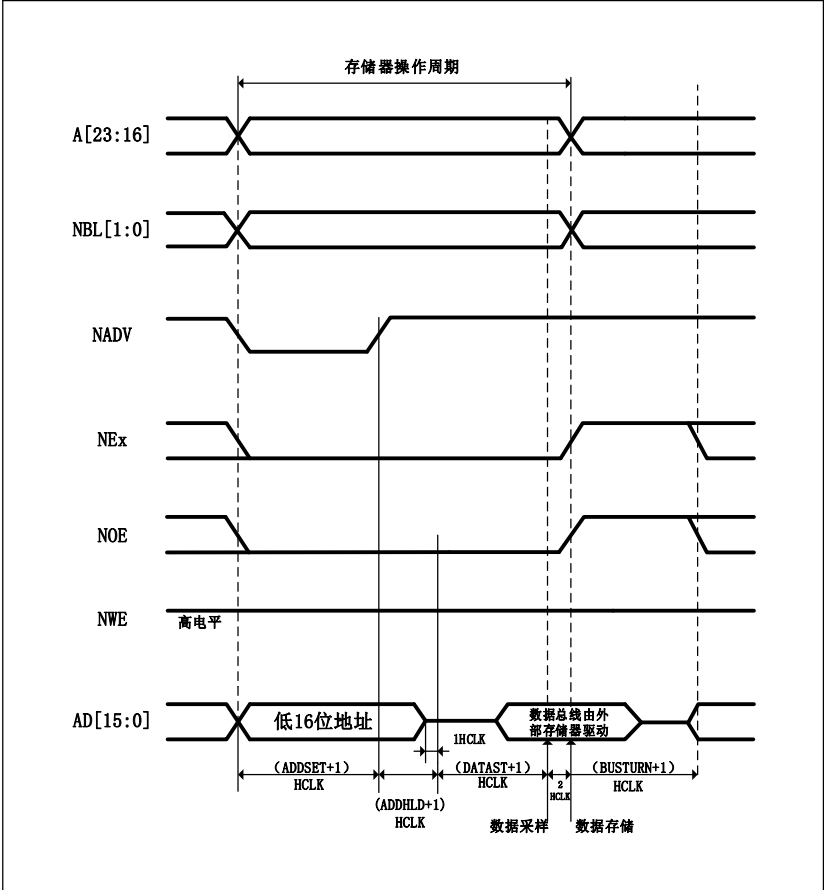 存储器操作周期
A[23:16]
NBL[1:0]
NADV
NEx
NOE
NWE
高电平
AD[15:0]
低16位地址
数据总线由外
部存储器驱动
1HCLK
(ADDSET+1)
HCLK
(ADDHLD+1)
HCLK
(DATAST+1)
HCLK
2
HCLK
(BUSTURN+1)
HCLK
数据采样
数据存储